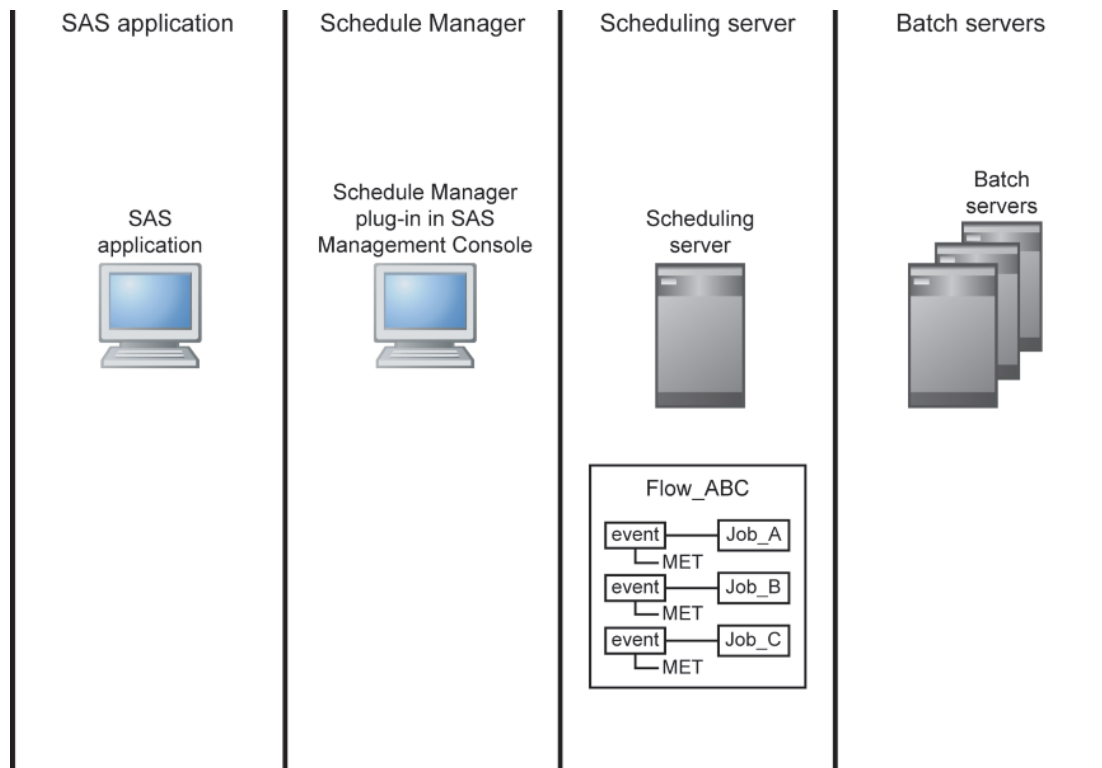 SAS application
Schedule Manager
Scheduling server
Batch servers
SAS
application
Schedule Manager
plug-in in SAS
Management Console
Scheduling
server
Batch
servers
Flow_ABC
event
Job_A
MET
event
Job_B
MET
event
Job_C
MET